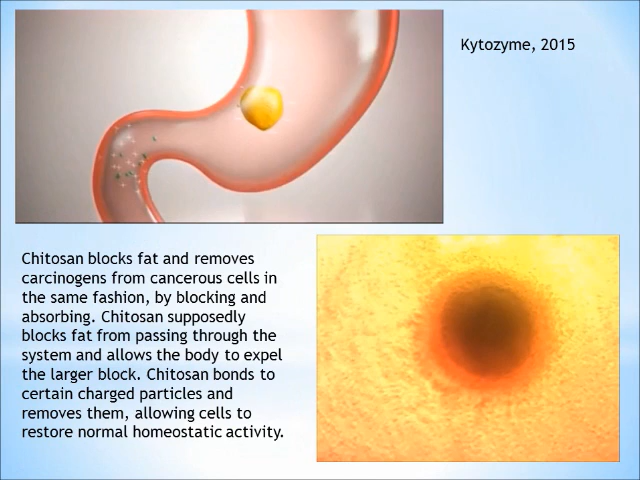 Kytozyme, 2015
Chitosan blocks fat and removes
carcinogens from cancerous cells in
the same fashion, by blocking and
absorbing. Chitosan supposedly
blocks fat from passing through the
system and allows the body to expel
the larger block. Chitosan bonds to
certain charged particles and
removes them, allowing cells to
restore normal homeostatic activity.